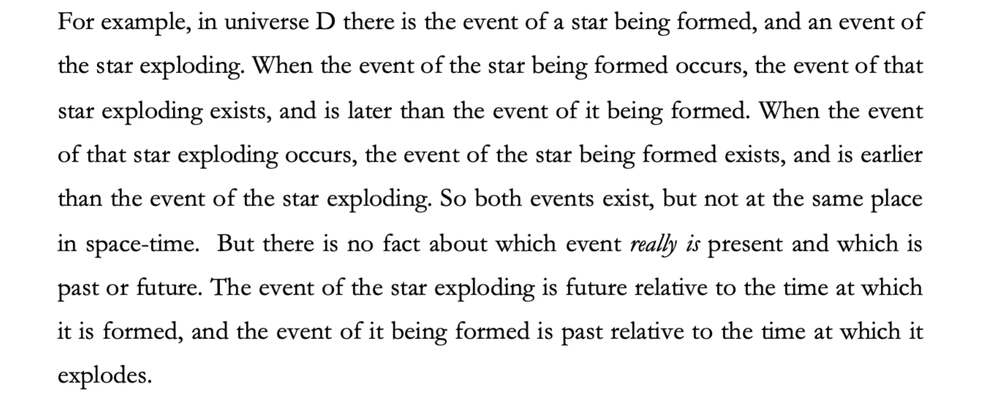 For example, in universe D there is the event of a star being formed, and an event of
the star exploding. When the event of the star being formed occurs, the event of that
star exploding exists, and is later than the event of it being formed. When the event
of that star exploding occurs, the event of the star being formed exists, and is earlier
than the event of the star exploding. So both events exist, but not at the same place
in space-time.  But there is no fact about which event really is present and which is
past or future. The event of the star exploding is future relative to the time at which
it is formed, and the event of it being formed is past relative to the time at which it
explodes.